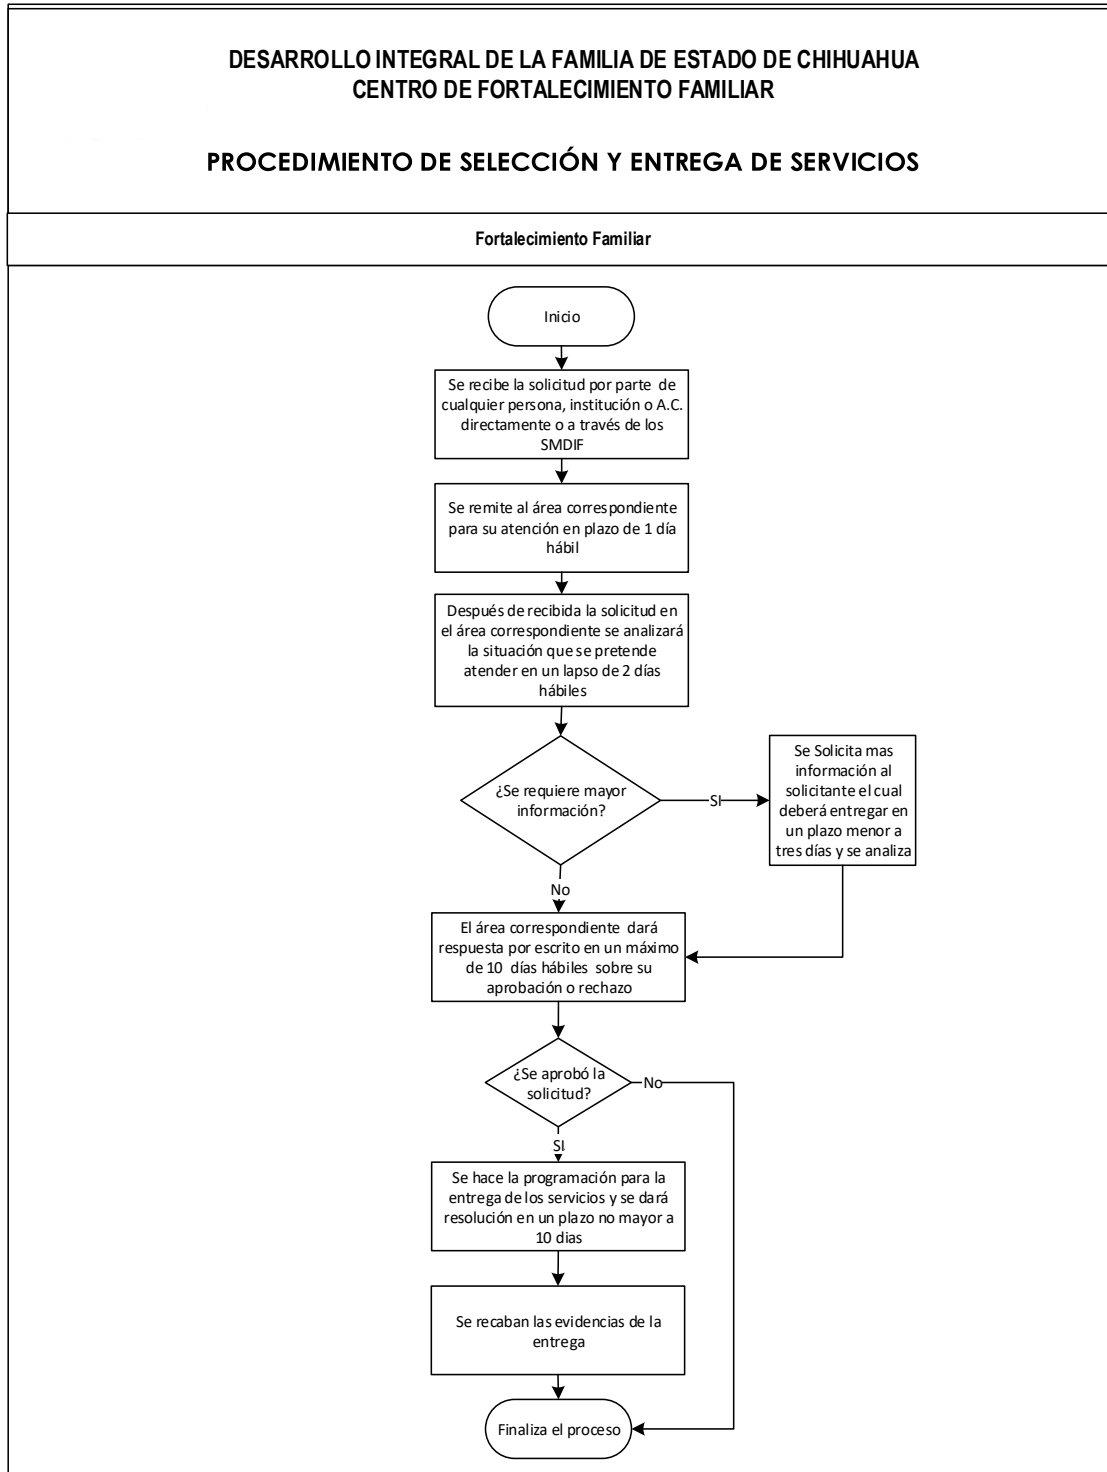 DESARROLLO INTEGRAL DE LA FAMILIA DE ESTADO DE CHIHUAHUA
CENTRO DE FORTALECIMIENTO FAMILIAR
PROCEDIMIENTO DE SELECCIÓN Y ENTREGA DE SERVICIOS
Fortalecimiento Familiar
Inicio
Se recibe la solicitud por parte de
cualquier persona, institución o A.C.
directamente o a través de los
SMDIF
Se remite al área correspondiente
para su atención en plazo de 1 día
hábil
Después de recibida la solicitud en
el área correspondiente se analizará
la situación que se pretende
atender en un lapso de 2 días
hábiles
¿Se requiere mayor
información?
SI
Se Solicita mas
información al
solicitante el cual
deberá entregar en
un plazo menor a
tres días y se analiza
No
El área correspondiente dará
respuesta por escrito en un máximo
de 10 días hábiles sobre su
aprobación o rechazo
¿Se aprobó la
solicitud?
No
SI
Se hace la programación para la
entrega de los servicios y se dará
resolución en un plazo no mayor a
10 dias
Se recaban las evidencias de la
entrega
Finaliza el proceso